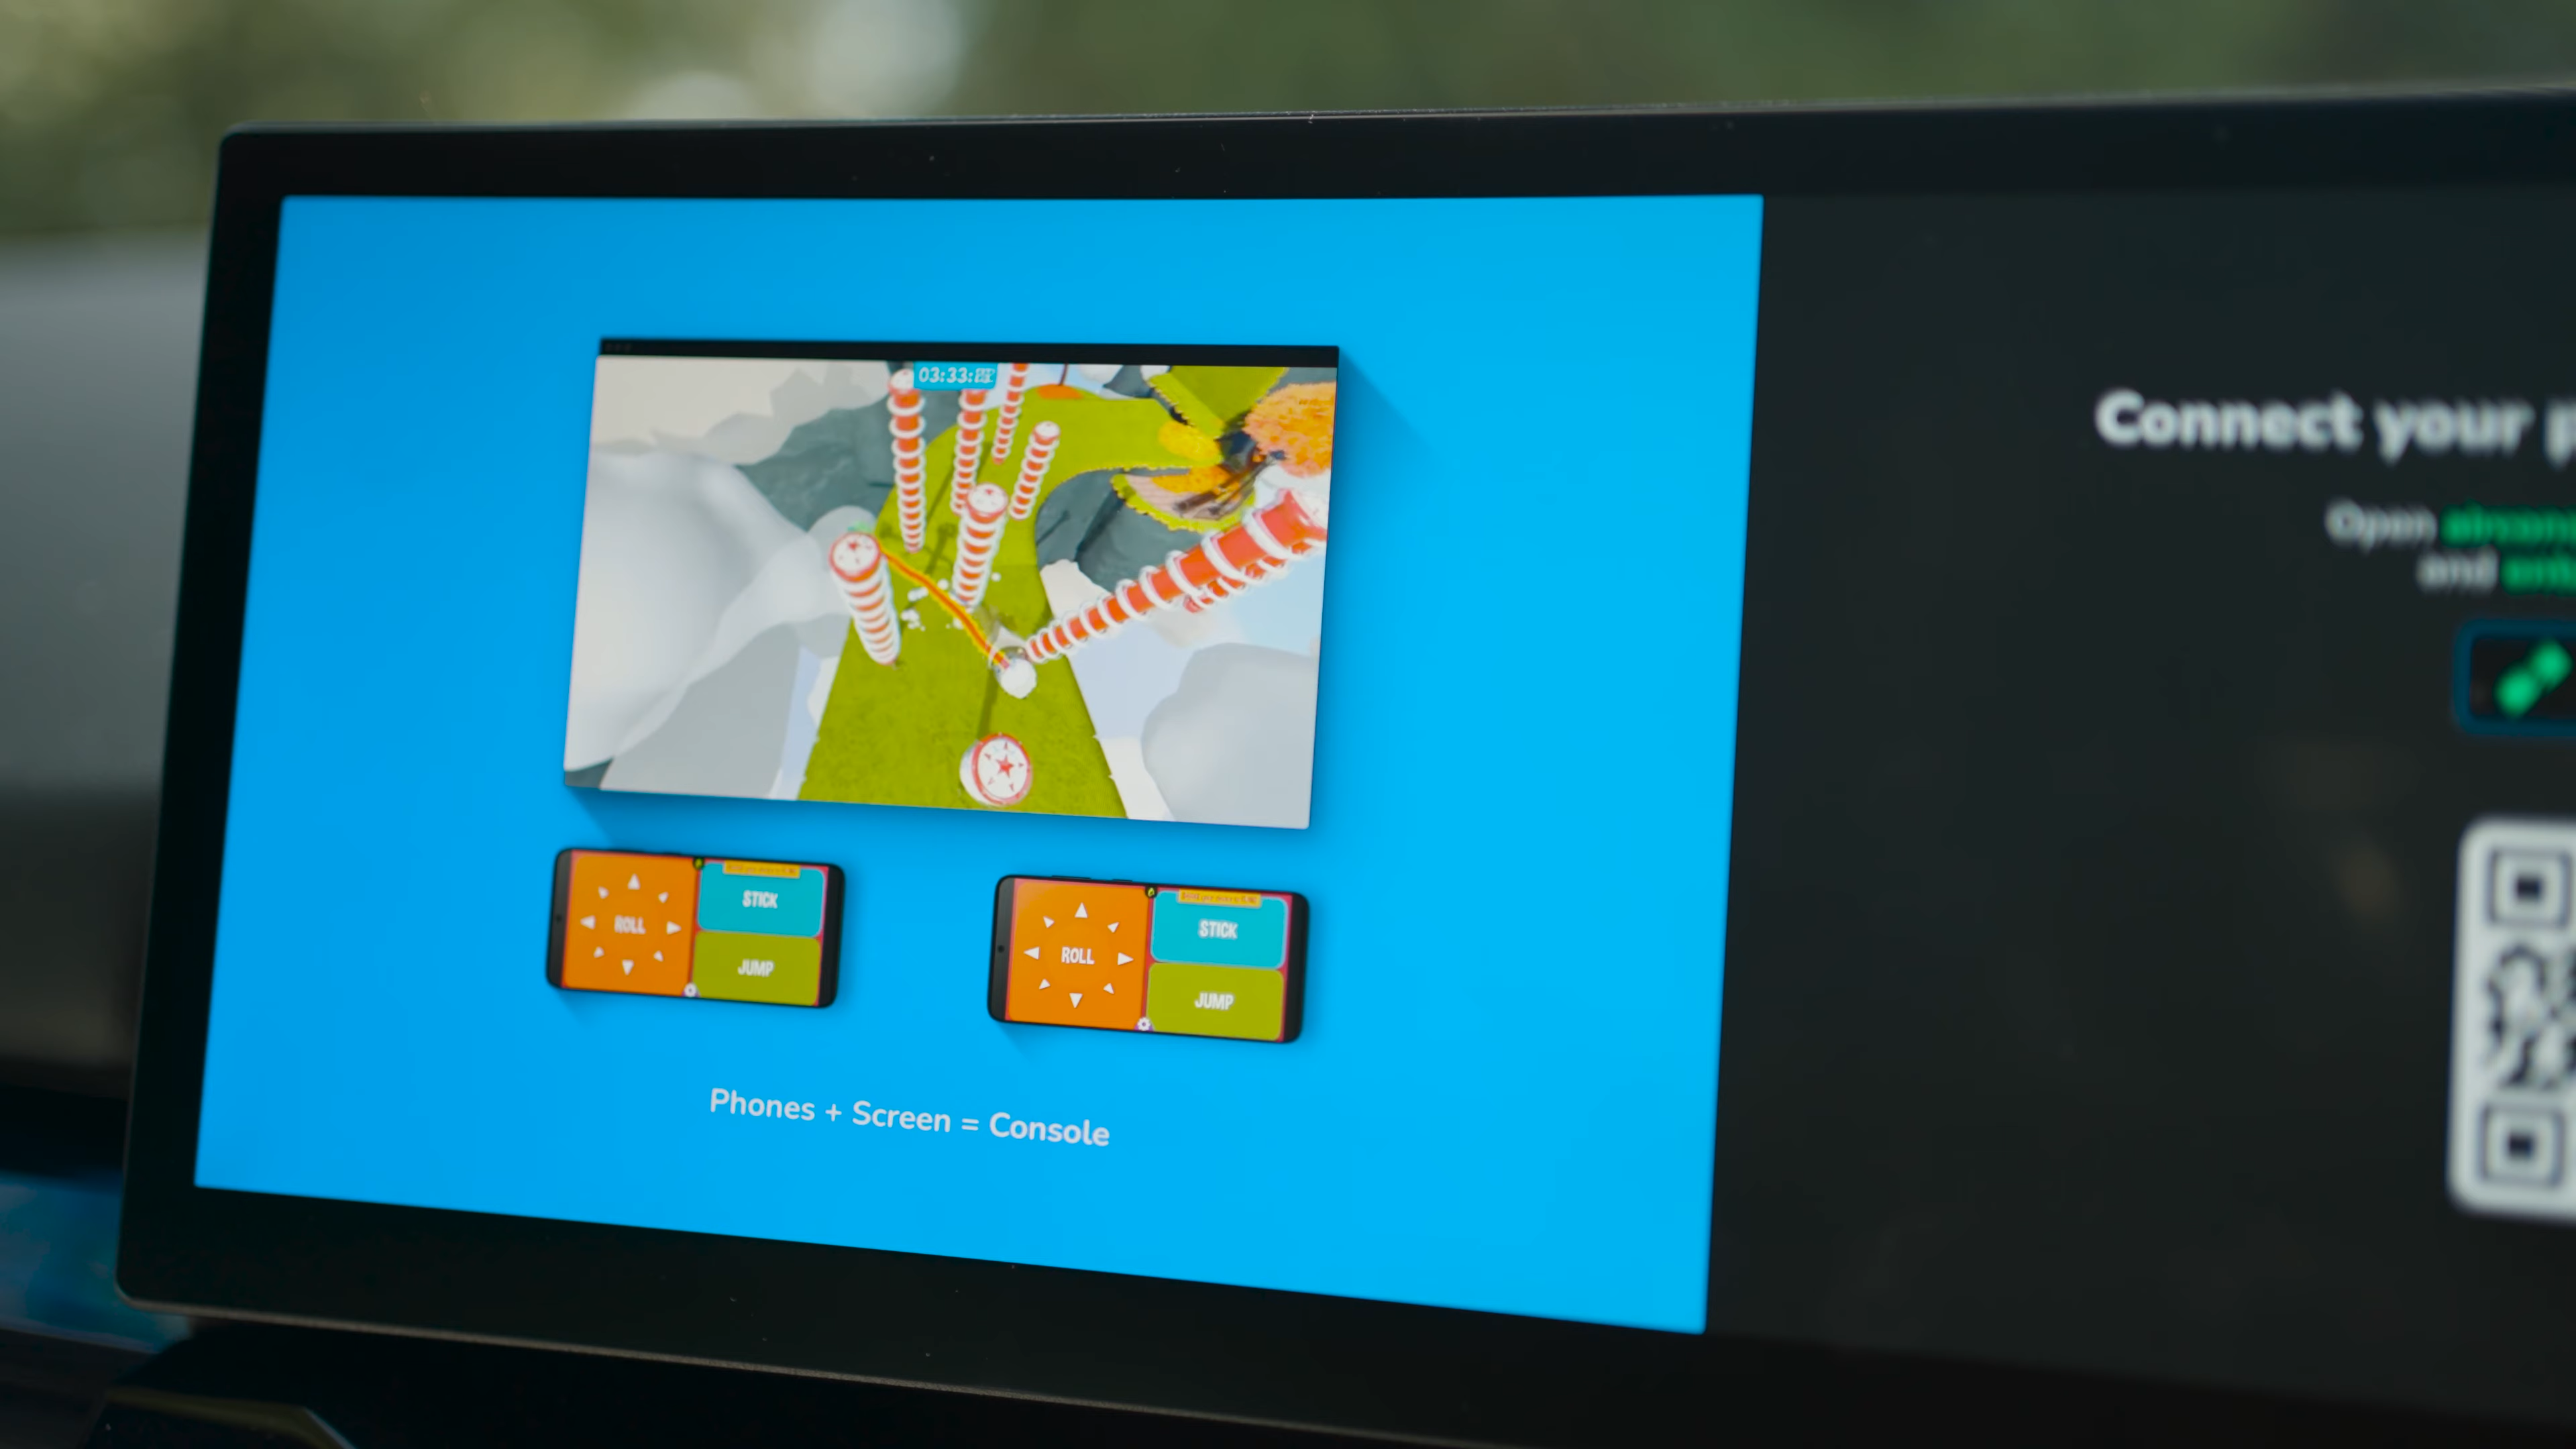 03:33:
ROLL
STICK
JUMP
ROLL
STICK
JUMP
Phones + Screen = Console
Connect your
Open
and